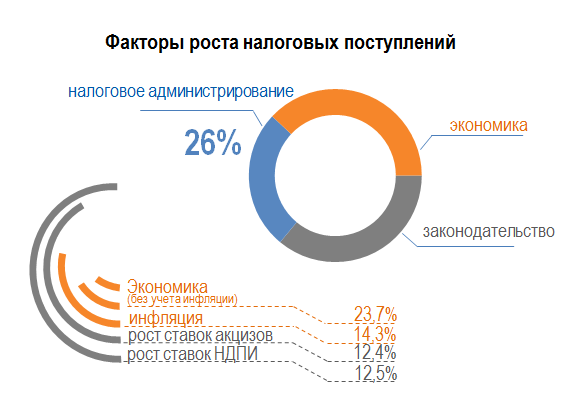 Факторы роста налоговых поступлений
налоговое администрирование
26%
экономика
законодательство
Экономика
(без учета инфляции)
23,7%
инфляция
14,3%
рост ставок акцизов
12,4%
рост ставок НДПИ
12,5%